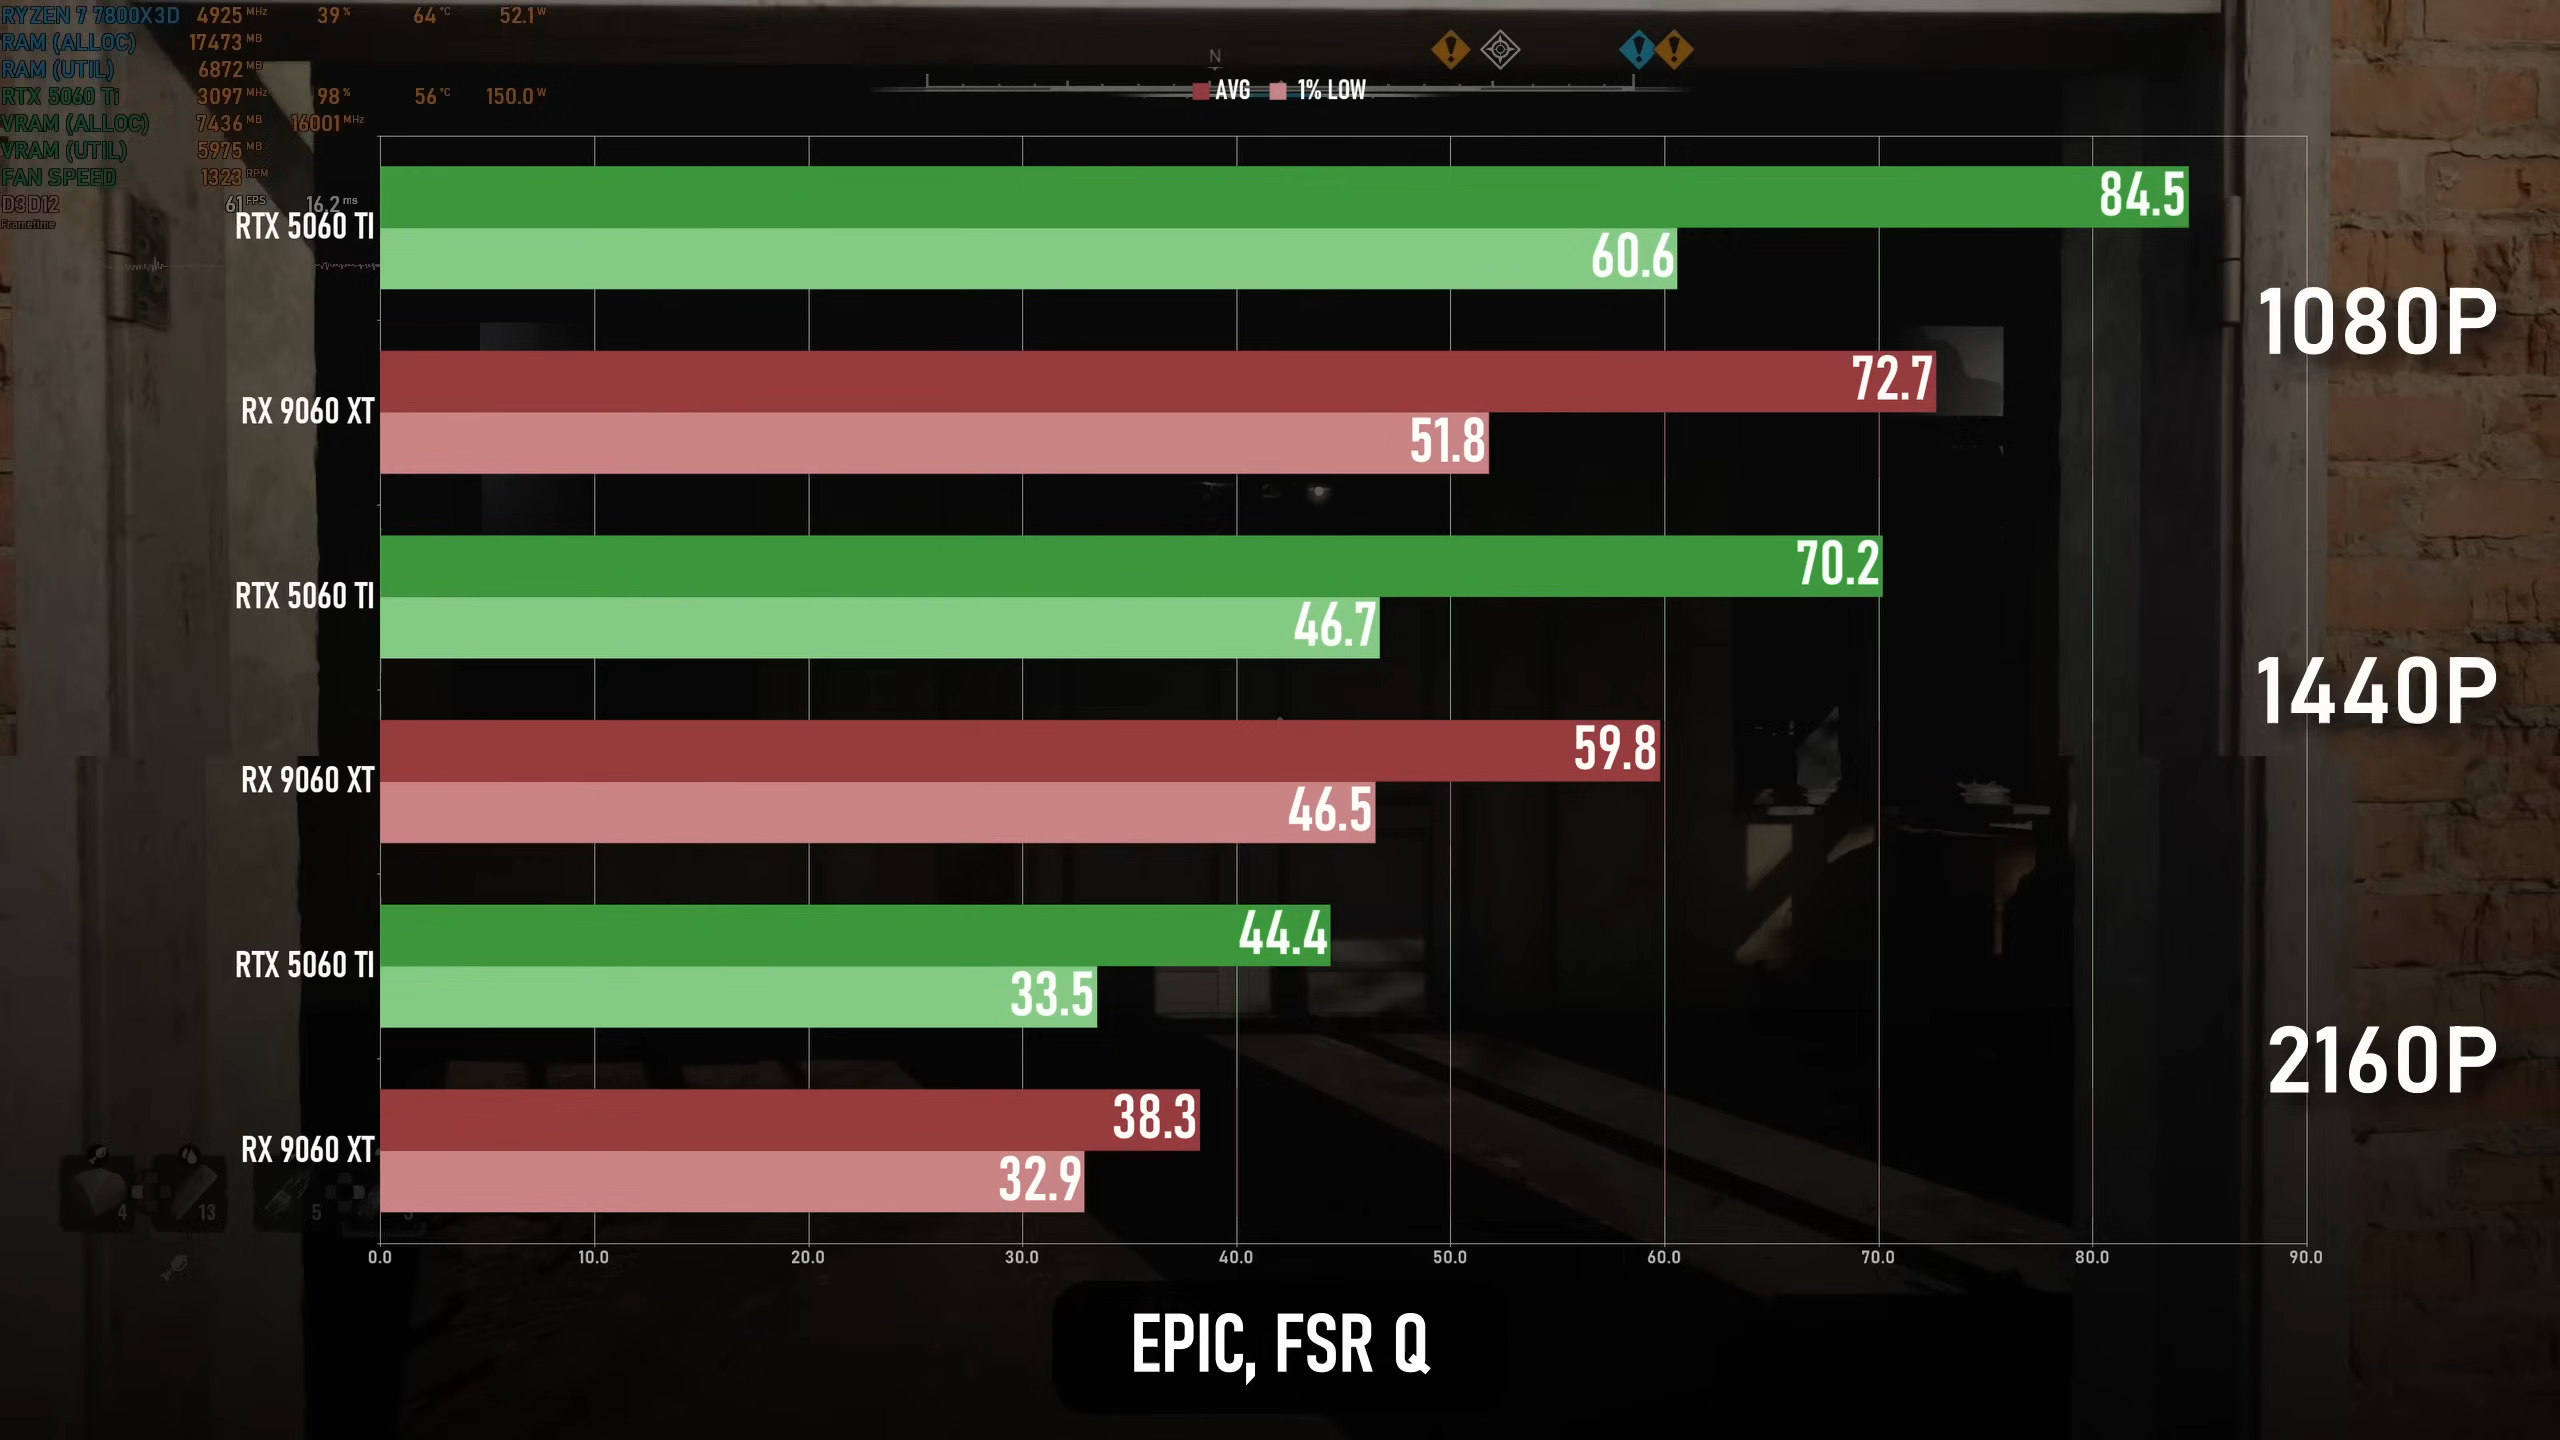 RYZEN 7 7800X3D 4925 MHz 39 % 64 °C 52.1 W
RAM (ALLOC) 17473 MB
RAM (UTIL) 6872 MB
RTX 5060 Ti 3097 MHz 98 % 56 °C 150.0 W
VRAM (ALLOC) 7436 MB 16001 MHz
VRAM (UTIL) 5975 MB
FAN SPEED 1323 RPM
D3D12 61 FPS 16.2 ms
Frametime
N
AVG 1% LOW
RTX 5060 TI
84.5
60.6
1080P
RX 9060 XT
72.7
51.8
RTX 5060 TI
70.2
46.7
1440P
RX 9060 XT
59.8
46.5
RTX 5060 TI
44.4
33.5
2160P
RX 9060 XT
38.3
32.9
4 13 5 3
0.0 10.0 20.0 30.0 40.0 50.0 60.0 70.0 80.0 90.0
EPIC, FSR Q